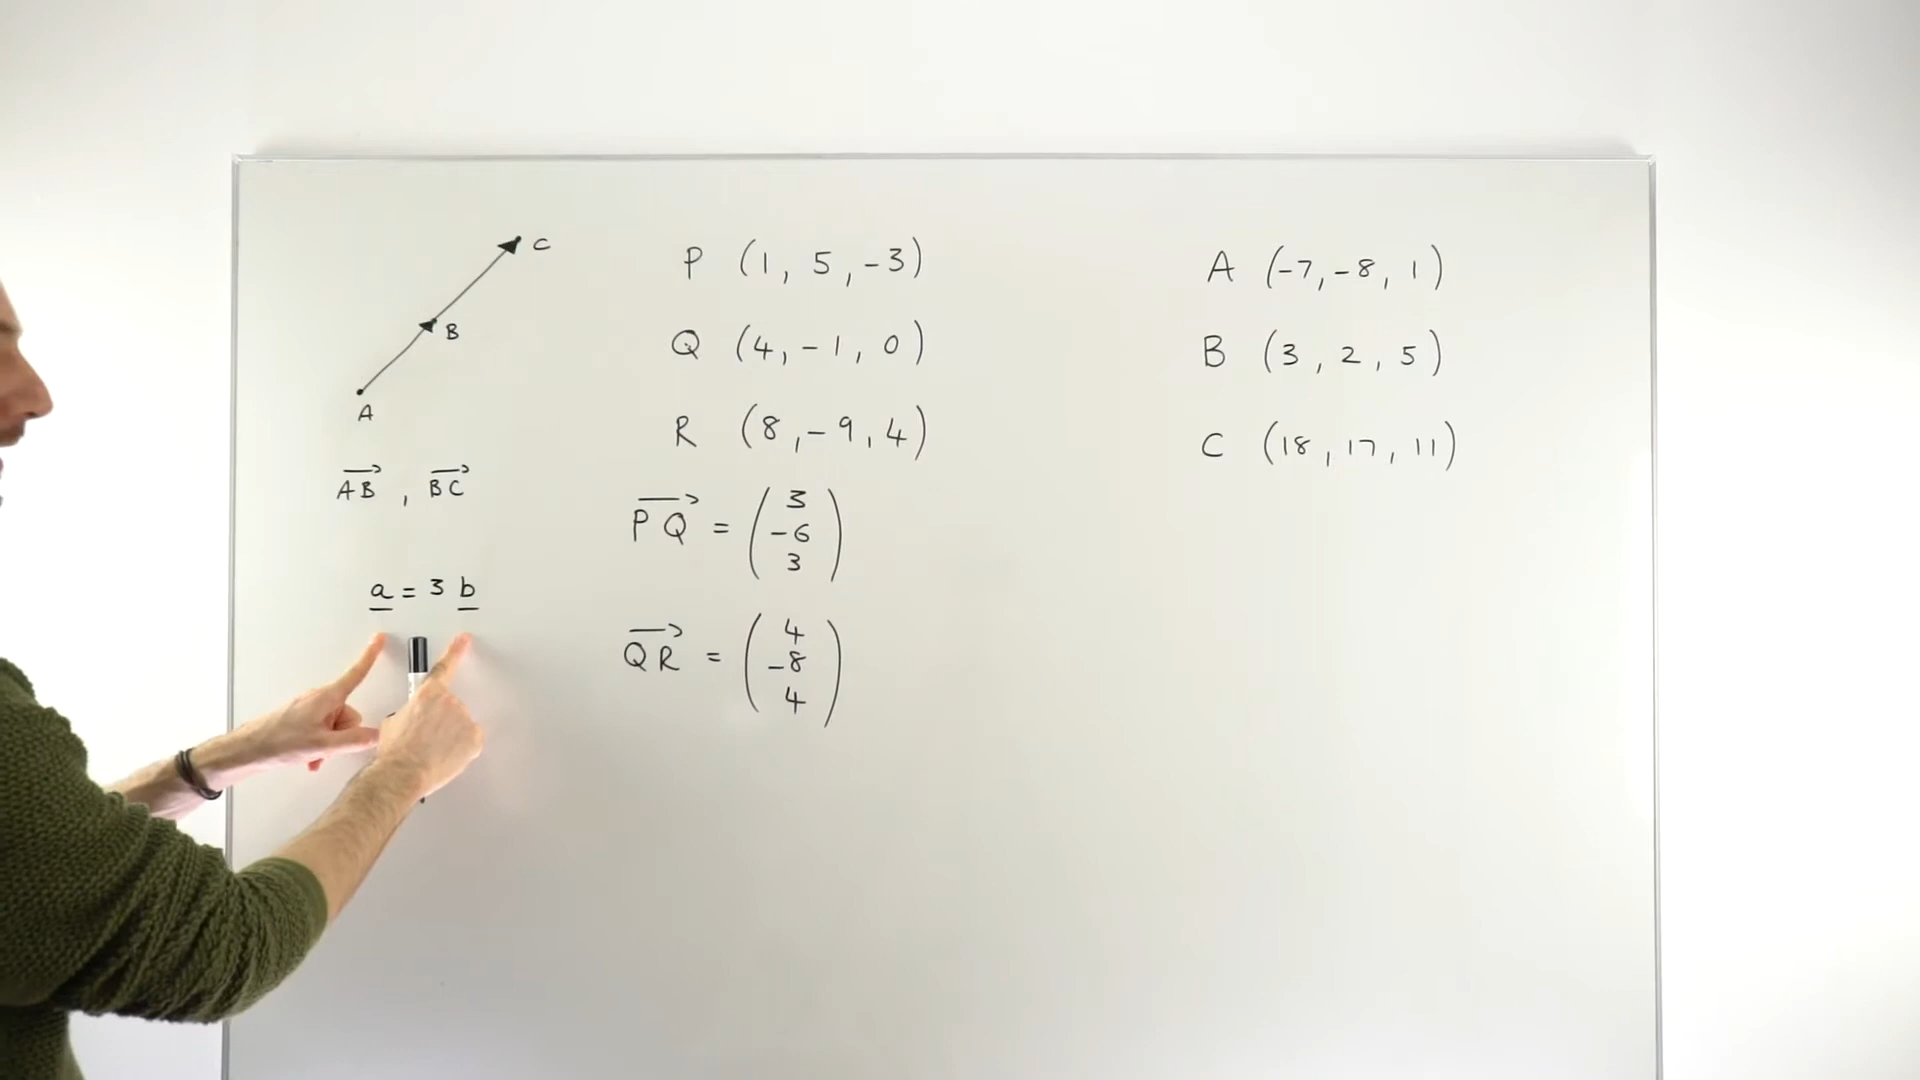 C
B
A
AB , BC
a = 3 b
P (1, 5, -3)
Q (4, -1, 0)
R (8, -9, 4)
PQ = ( 3
-6
3 )
QR = ( 4
-8
4 )
A (-7, -8, 1)
B (3, 2, 5)
C (18, 17, 11)